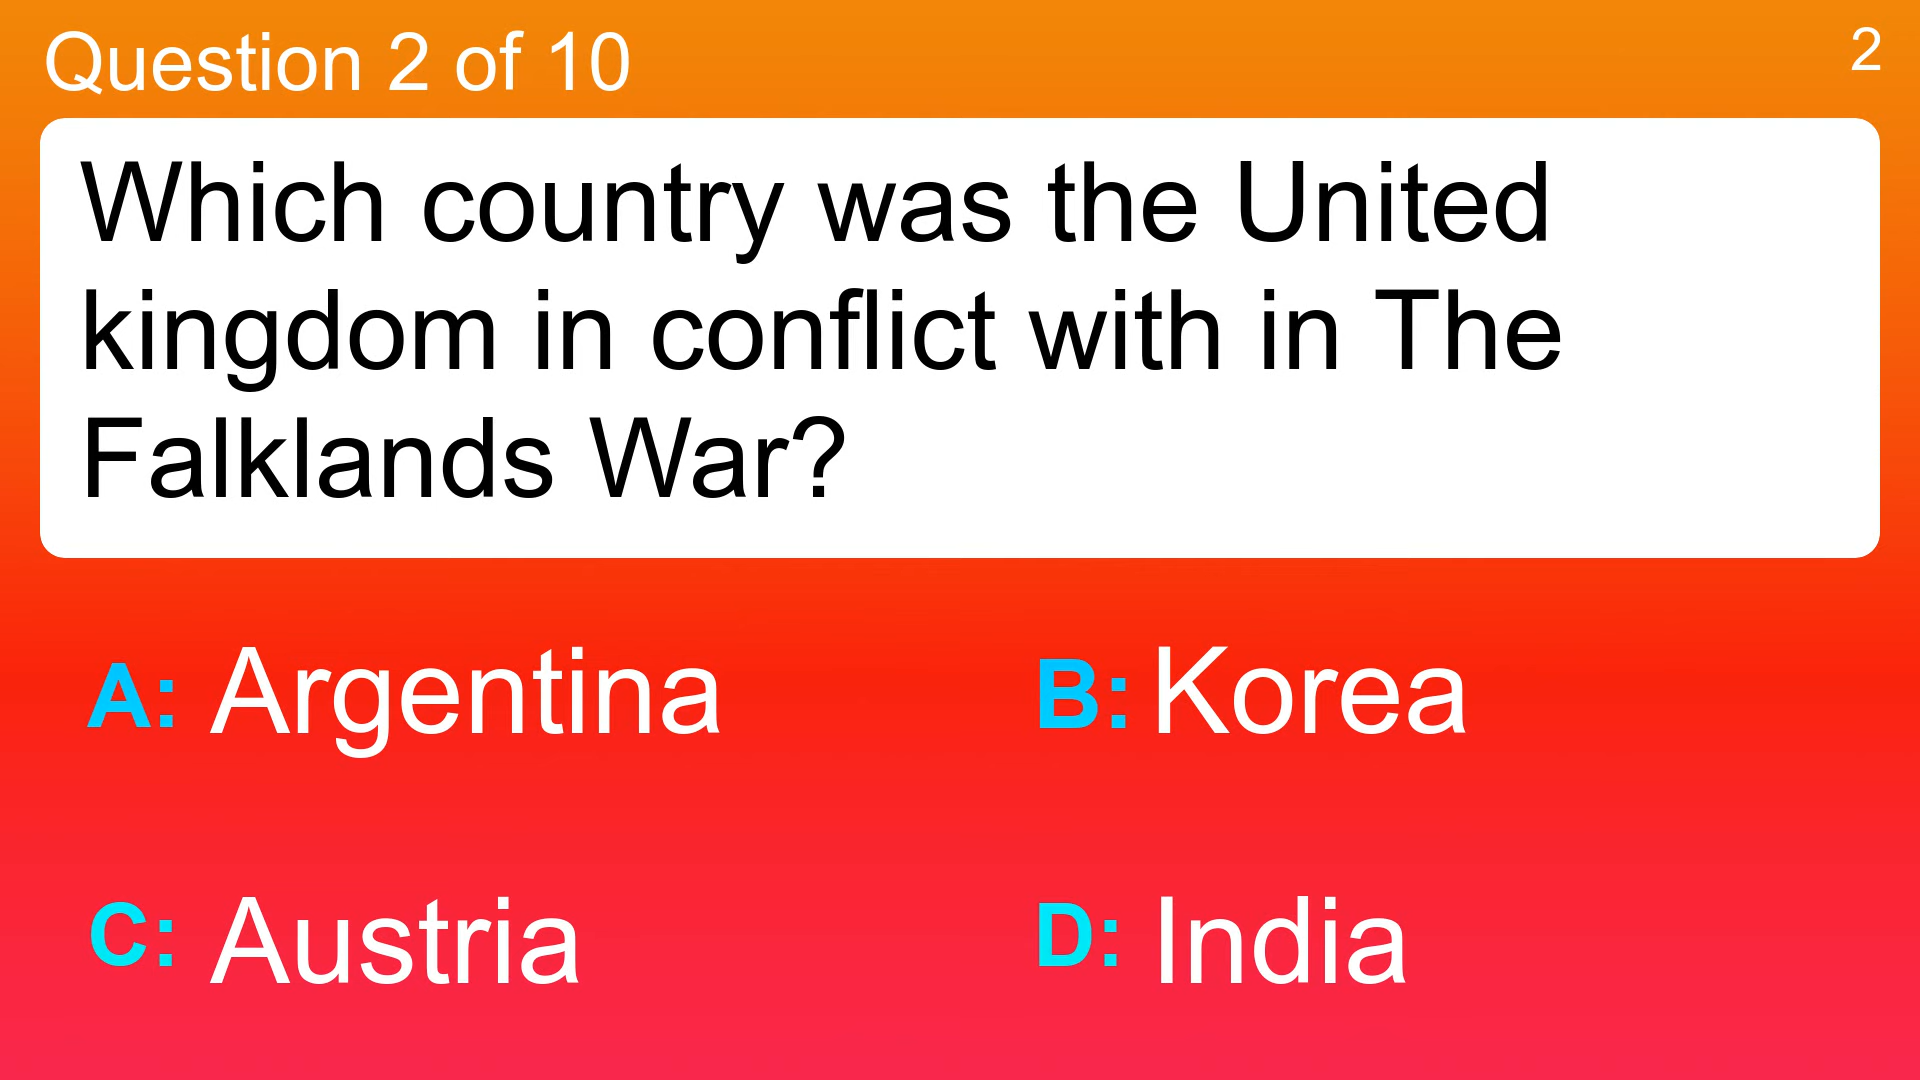 Question 2 of 10
2
Which country was the United
kingdom in conflict with in The
Falklands War?
A: Argentina
B: Korea
C: Austria
D: India